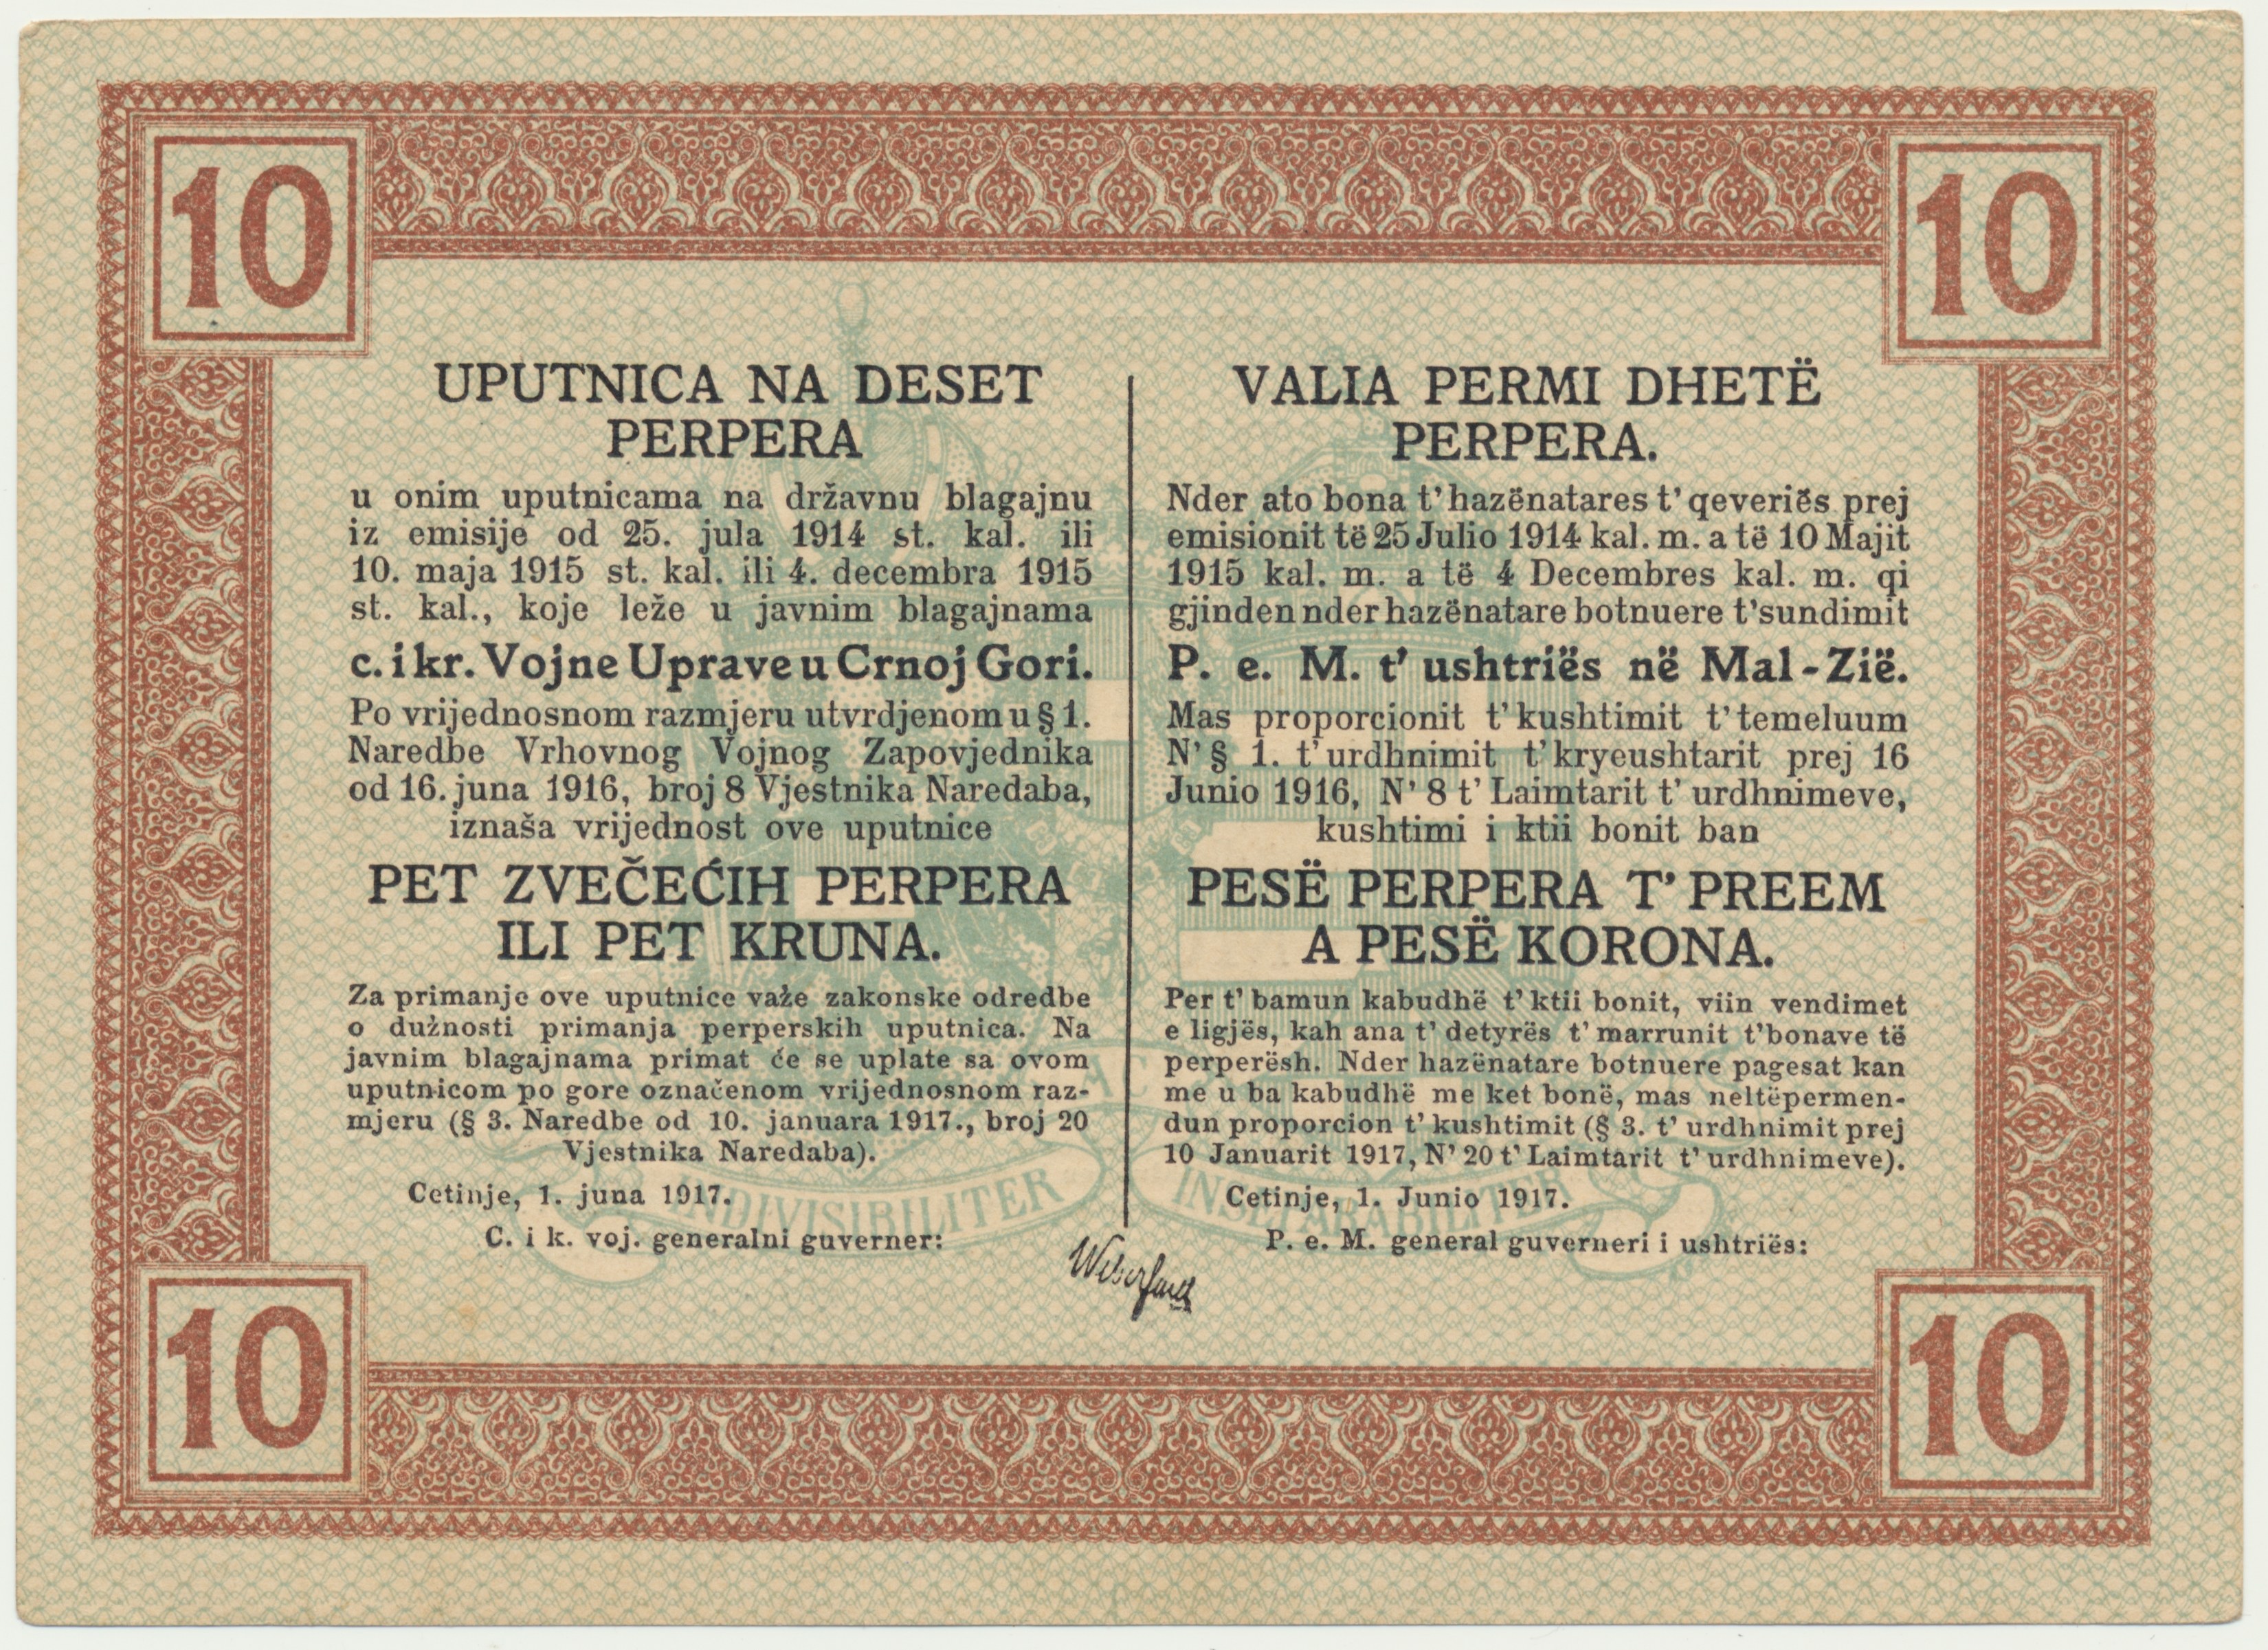 10
10
UPUTNICA NA DESET
PERPERA
u onim uputnicama na državnu blagajnu
iz emisije od 25. jula 1914 st. kal. ili
10. maja 1915 st. kal. ili 4. decembra 1915
st. kal., koje leže u javnim blagajnama
c. i kr. Vojne Uprave u Crnoj Gori.
Po vrijednosnom razmjeru utvrdjenom u § 1.
Naredbe Vrhovnog Vojnog Zapovjednika
od 16. juna 1916, broj 8 Vjestnika Naredaba,
iznaša vrijednost ove uputnice
PET ZVEČEĆIH PERPERA
ILI PET KRUNA.
Za primanje ove uputnice važe zakonske odredbe
o dužnosti primanja perperskih uputnica. Na
javnim blagajnama primat će se uplate sa ovom
uputnicom po gore označenom vrijednosnom raz-
mjeru (§ 3. Naredbe od 10. januara 1917., broj 20
Vjestnika Naredaba).
Cetinje, 1. juna 1917.
C. i k. voj. generalni guverner:
VALIA PERMI DHETË
PERPERA.
Nder ato bona t' hazënatares t' qeveriës prej
emisionit të 25 Julio 1914 kal. m. a të 10 Majit
1915 kal. m. a të 4 Decembres kal. m. qi
gjinden nder hazënatare botnuere t' sundimit
P. e. M. t' ushtriës në Mal-Zië.
Mas proporcionit t' kushtimit t' temeluum
N' § 1. t' urdhnimit t' kryeushtarit prej 16
Junio 1916, N' 8 t' Laimtarit t' urdhnimeve,
kushtimi i ktii bonit ban
PESË PERPERA T' PREEM
A PESË KORONA.
Per t' bamun kabudhë t' ktii bonit, viin vendimet
e ligjës, kah ana t' detyrës t' marrunit t' bonave të
perperësh. Nder hazënatare botnuere pagesat kan
me u ba kabudhë me ket bonë, mas neltëpermen-
dun proporcion t' kushtimit (§ 3. t' urdhnimit prej
10 Januarit 1917, N' 20 t' Laimtarit t' urdhnimeve).
Cetinje, 1. Junio 1917.
P. e. M. general guverneri i ushtriës:
INDIVISIBILITER
10
10